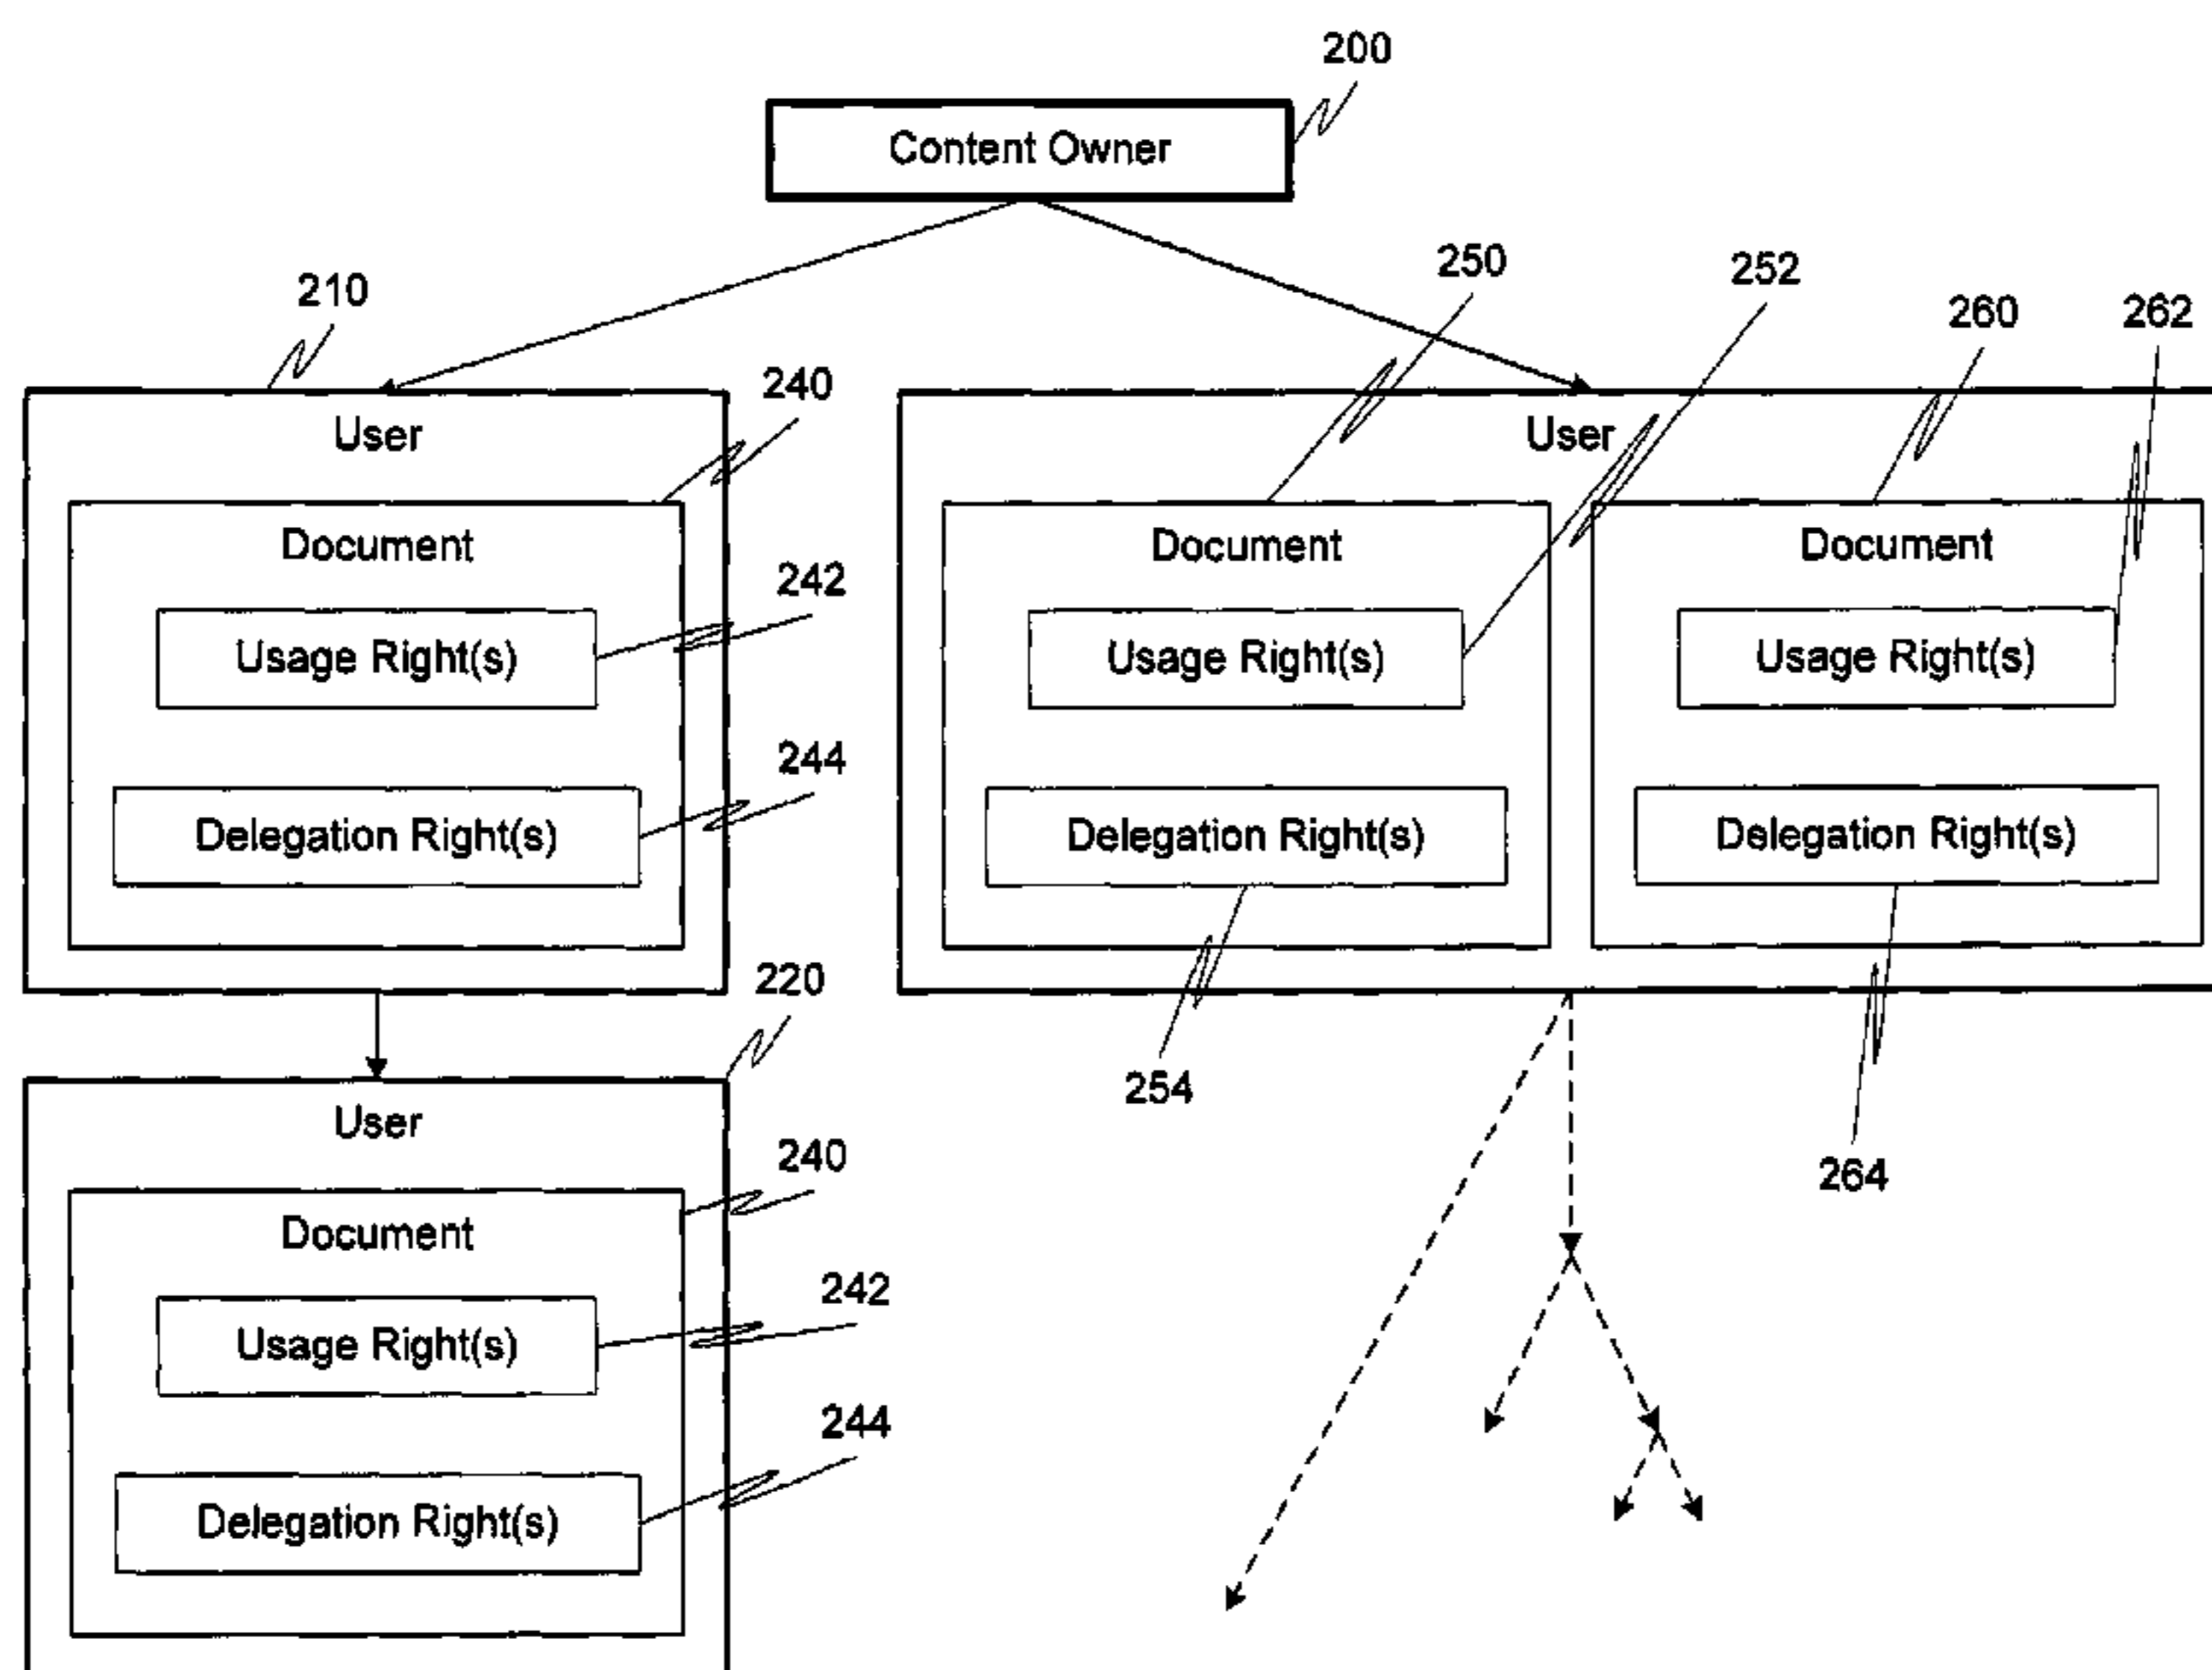 200
Content Owner
250
252
210
260
262
240
User
User
Document
Document
Document
242
Usage Right(s)
Usage Right(s)
Usage Right(s)
244
Delegation Right(s)
Delegation Right(s)
Delegation Right(s)
220
254
User
240
264
Document
242
Usage Right(s)
244
Delegation Right(s)